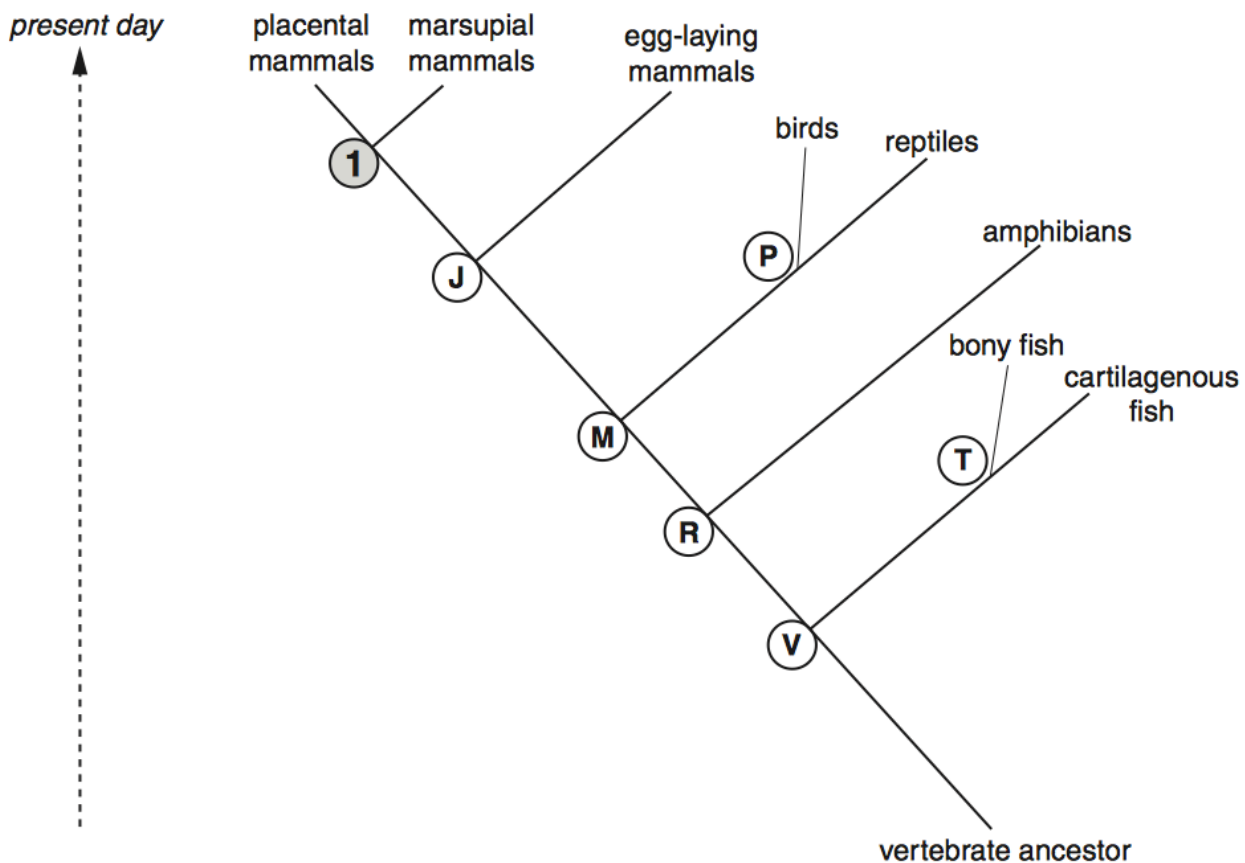 present day
placental
mammals
marsupial
mammals
egg-laying
mammals
birds
reptiles
1
P
amphibians
J
bony fish
cartilagenous
fish
M
T
R
V
vertebrate ancestor